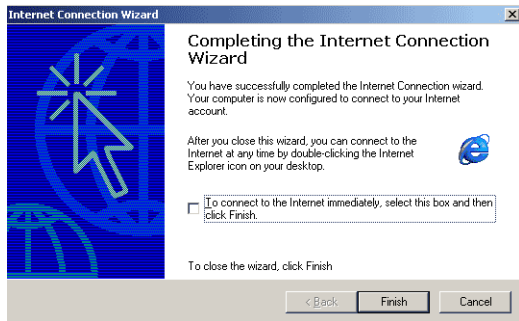 Internet Connection Wizard
Completing the Internet Connection
Wizard
You have successfully completed the Internet Connection wizard.
Your computer is now configured to connect to your Internet
account.
After you close this wizard, you can connect to the
Internet at any time by double-clicking the Internet
Explorer icon on your desktop.
To connect to the Internet immediately, select this box and then
click Finish.
To close the wizard, click Finish
< Back Finish Cancel